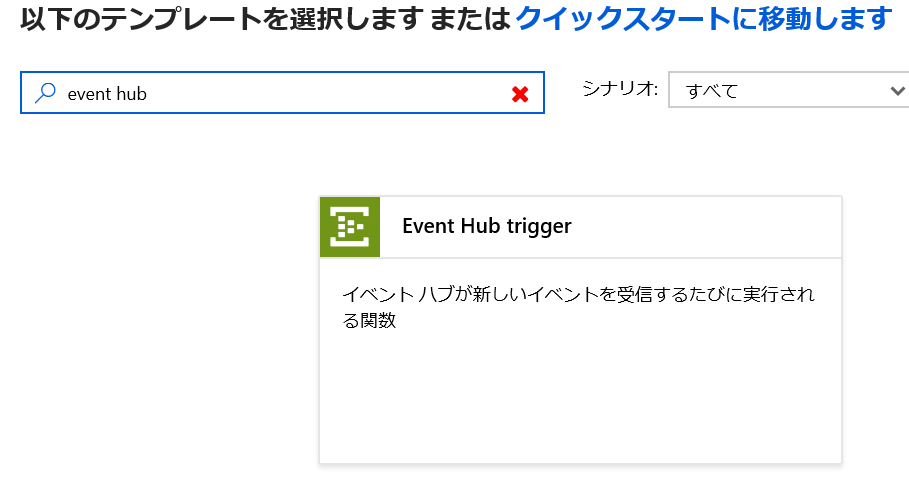 以下のテンプレートを選択します または クイックスタートに移動します
event hub
シナリオ: すべて
Event Hub trigger
イベント ハブが新しいイベントを受信するたびに実行され
る関数